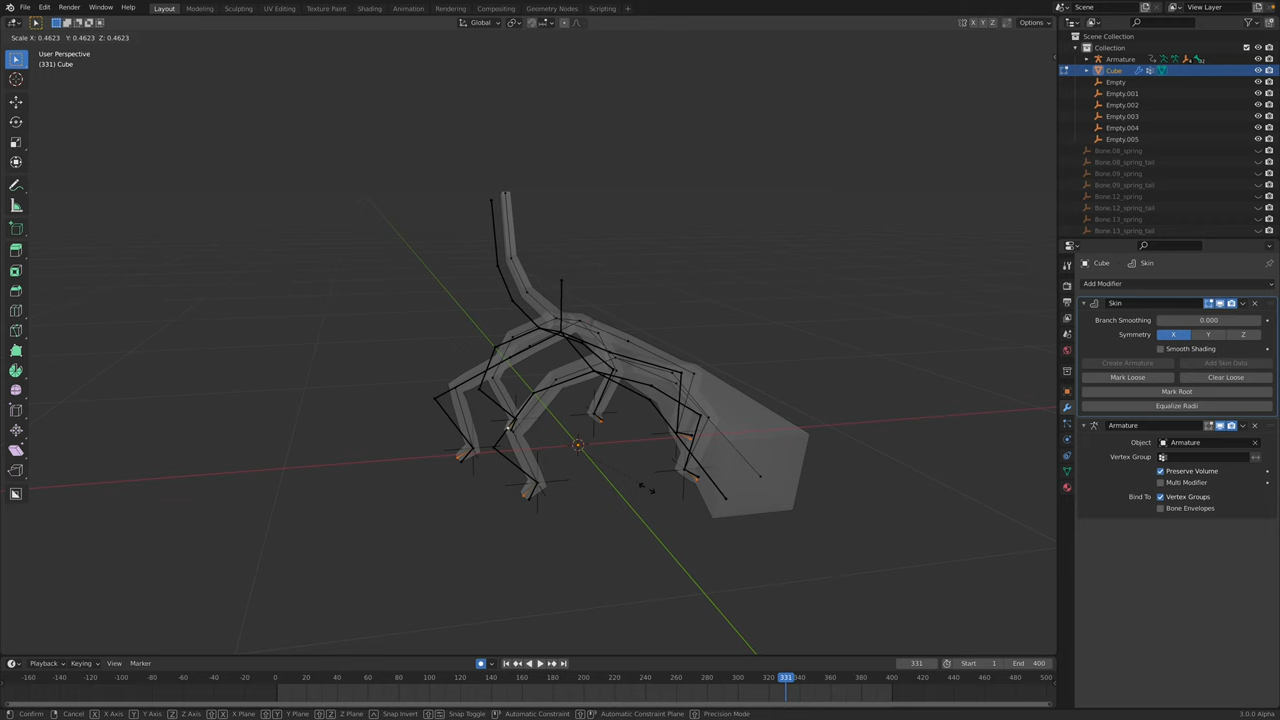 File Edit Render Window Help Layout Modeling Sculpting UV Editing Texture Paint Shading Animation Rendering Compositing Geometry Nodes Scripting Scene View Layer
Global X Y Z Options
Scale X: 0.4623 Y: 0.4623 Z: 0.4623
User Perspective
(331) Cube
Scene Collection
Collection
Armature
Cube
Empty
Empty.001
Empty.002
Empty.003
Empty.004
Empty.005
Bone.08_spring
Bone.08_spring_tail
Bone.09_spring
Bone.09_spring_tail
Bone.12_spring
Bone.12_spring_tail
Bone.13_spring
Bone.13_spring_tail
Cube Skin
Add Modifier
Skin
Branch Smoothing 0.000
Symmetry X Y Z
Smooth Shading
Create Armature Add Skin Data
Mark Loose Clear Loose
Mark Root
Equalize Radii
Armature
Object Armature
Vertex Group
Preserve Volume
Multi Modifier
Bind To Vertex Groups
Bone Envelopes
Playback Keying View Marker 331 Start 1 End 400
-160 -140 -120 -100 -80 -60 -40 -20 0 20 40 60 80 100 120 140 160 180 200 220 240 260 280 300 331 340 360 380 400 420 440 460 480 500
Confirm Cancel X X Axis Y Y Axis Z Z Axis X X Plane Y Y Plane Z Z Plane Snap Invert Snap Toggle Automatic Constraint Automatic Constraint Plane Precision Mode 3.0.0 Alpha